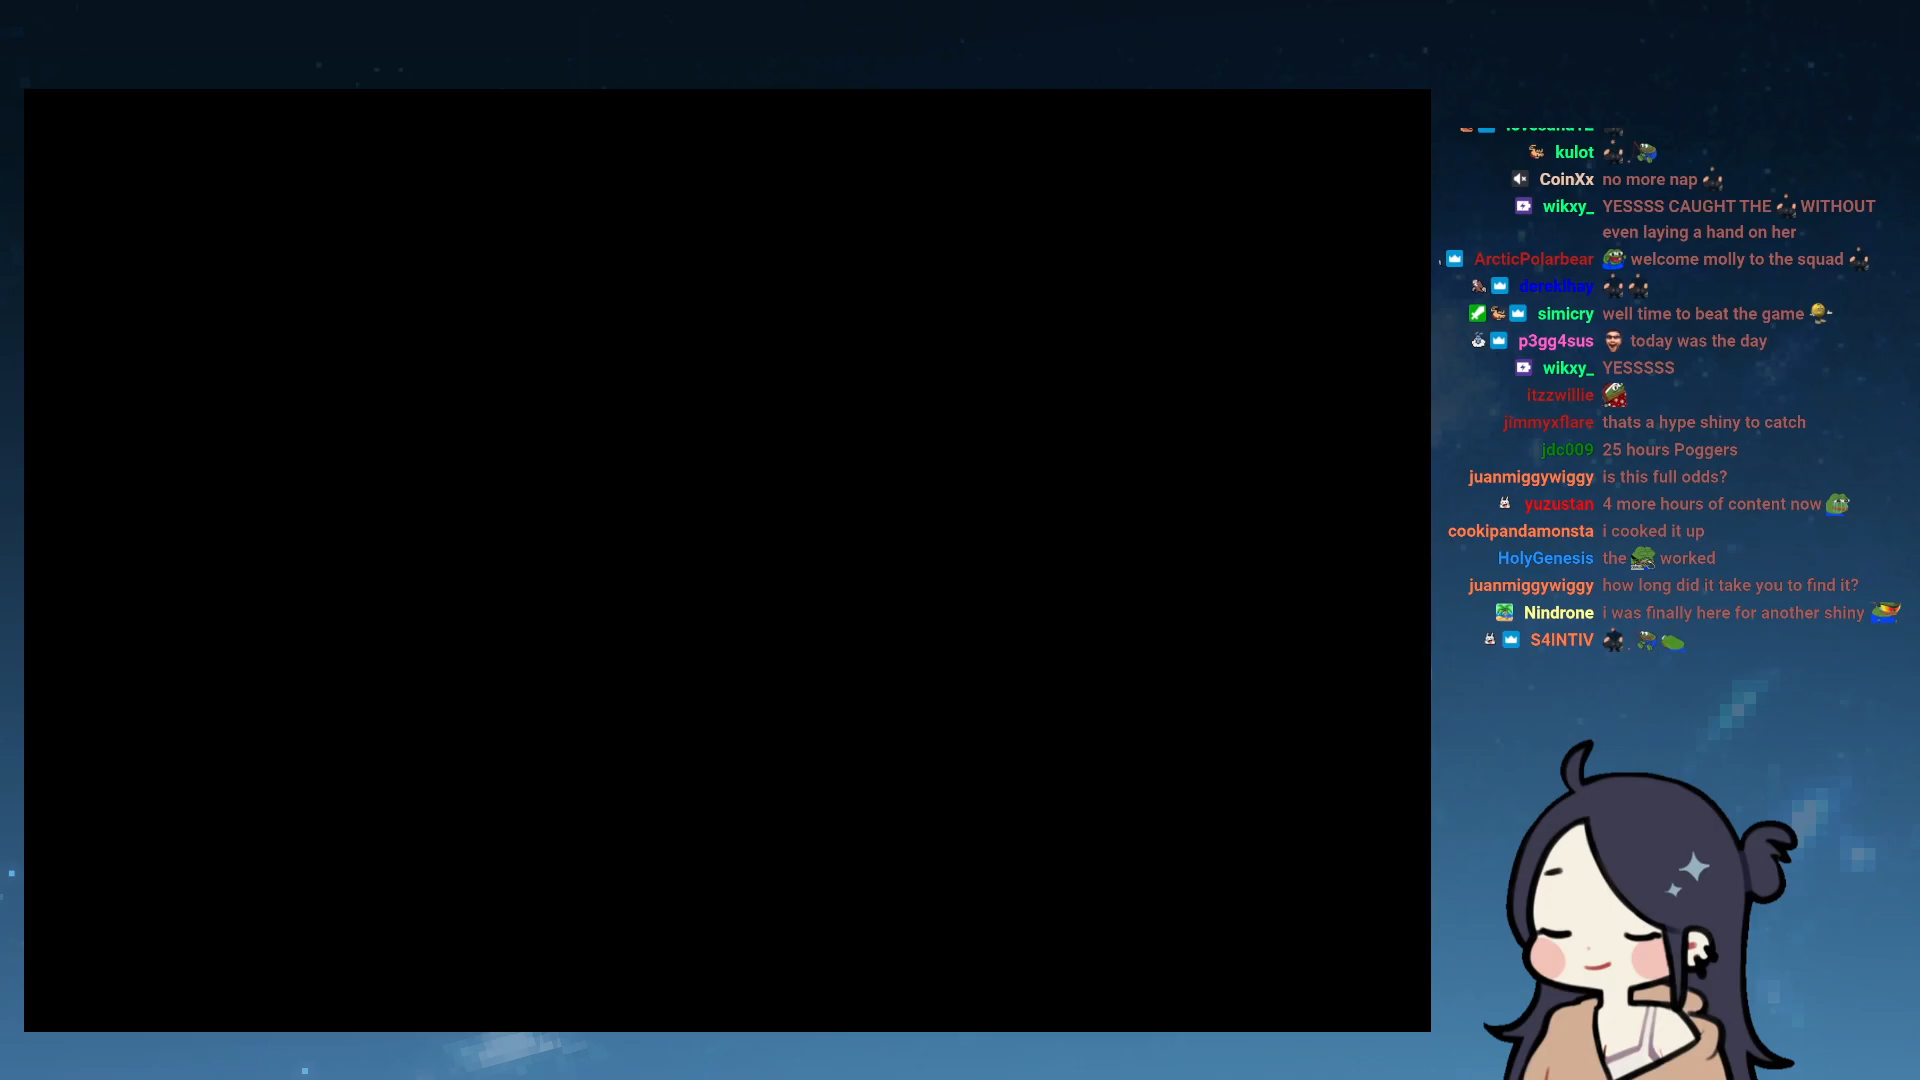 kulot
CoinXx no more nap
wikxy_ YESSSS CAUGHT THE WITHOUT
even laying a hand on her
ArcticPolarbear welcome molly to the squad
dereklhay
simicry well time to beat the game
p3gg4sus today was the day
wikxy_ YESSSSS
itzzwillie
jimmyxflare thats a hype shiny to catch
jdc009 25 hours Poggers
juanmiggywiggy is this full odds?
yuzustan 4 more hours of content now
cookipandamonsta i cooked it up
HolyGenesis the worked
juanmiggywiggy how long did it take you to find it?
Nindrone i was finally here for another shiny
S4INTIV